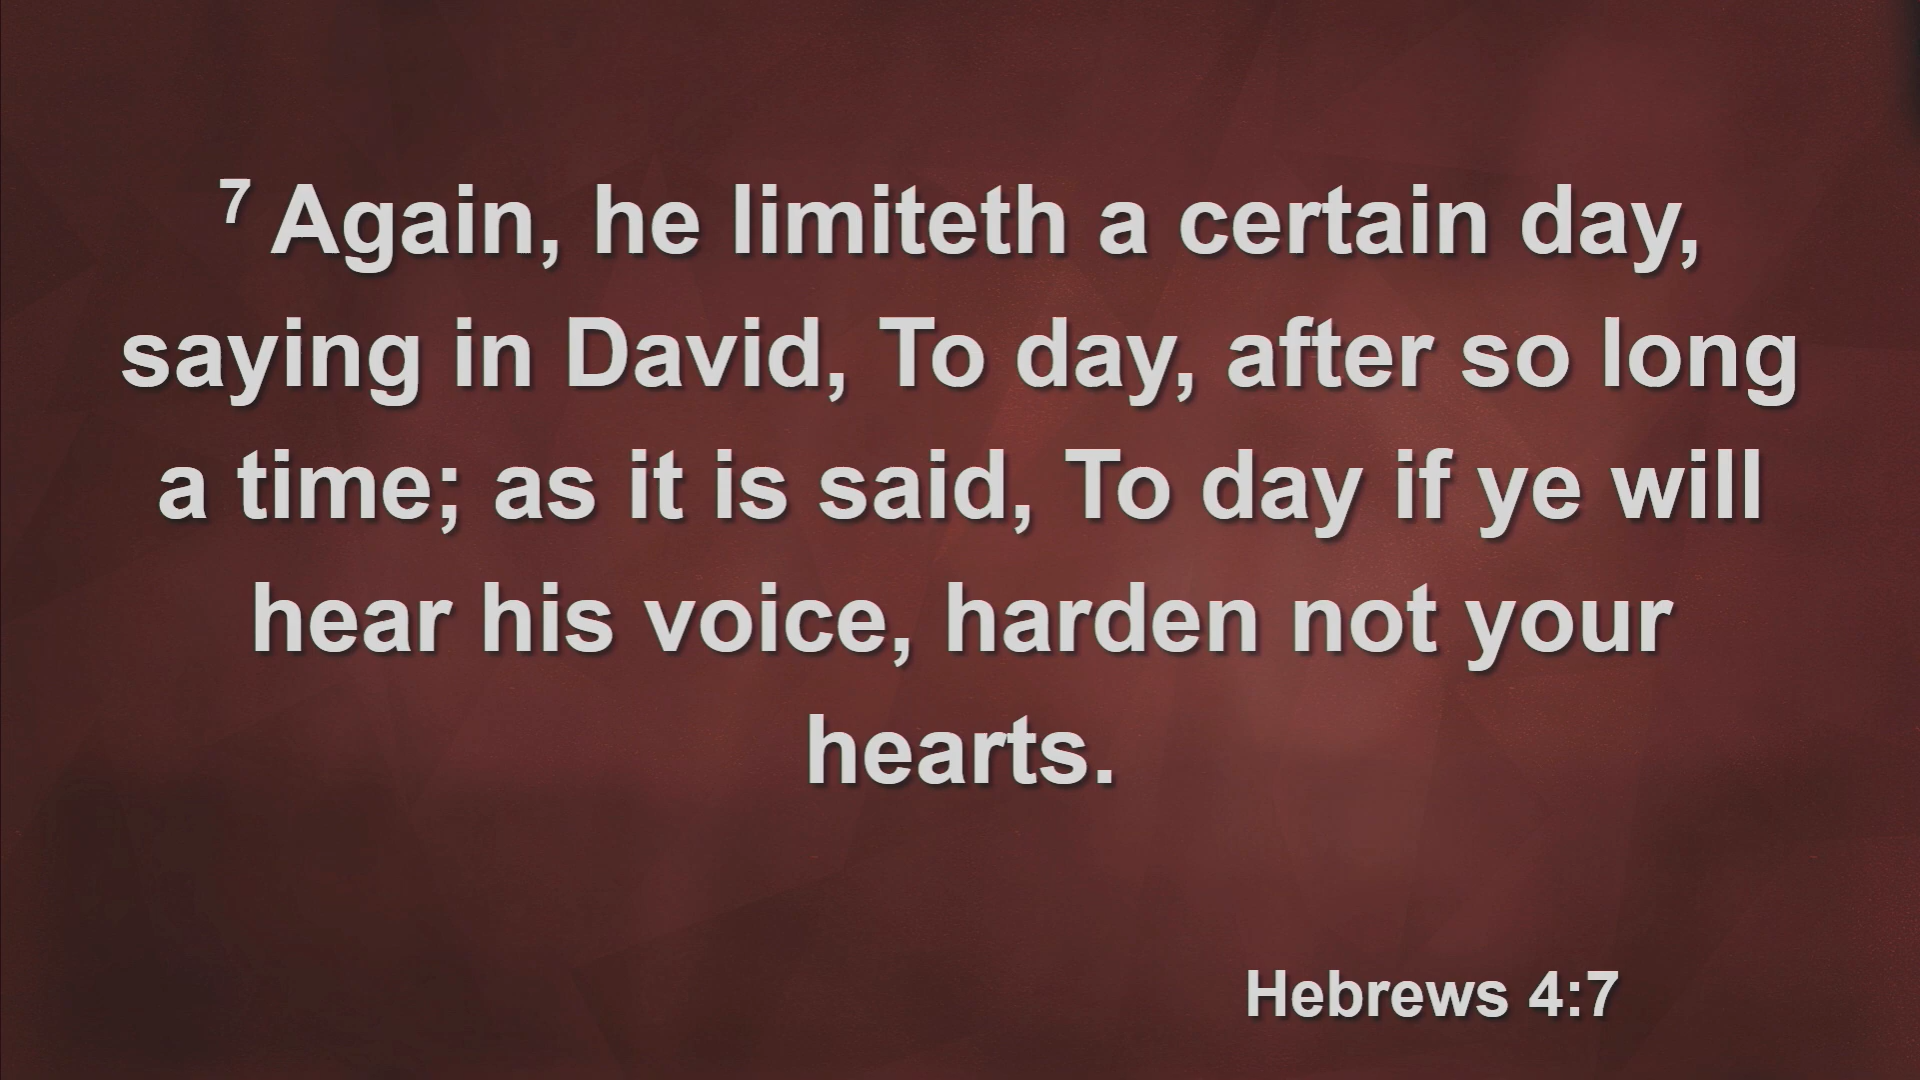 7 Again, he limiteth a certain day,
saying in David, To day, after so long
a time; as it is said, To day if ye will
hear his voice, harden not your
hearts.
Hebrews 4:7